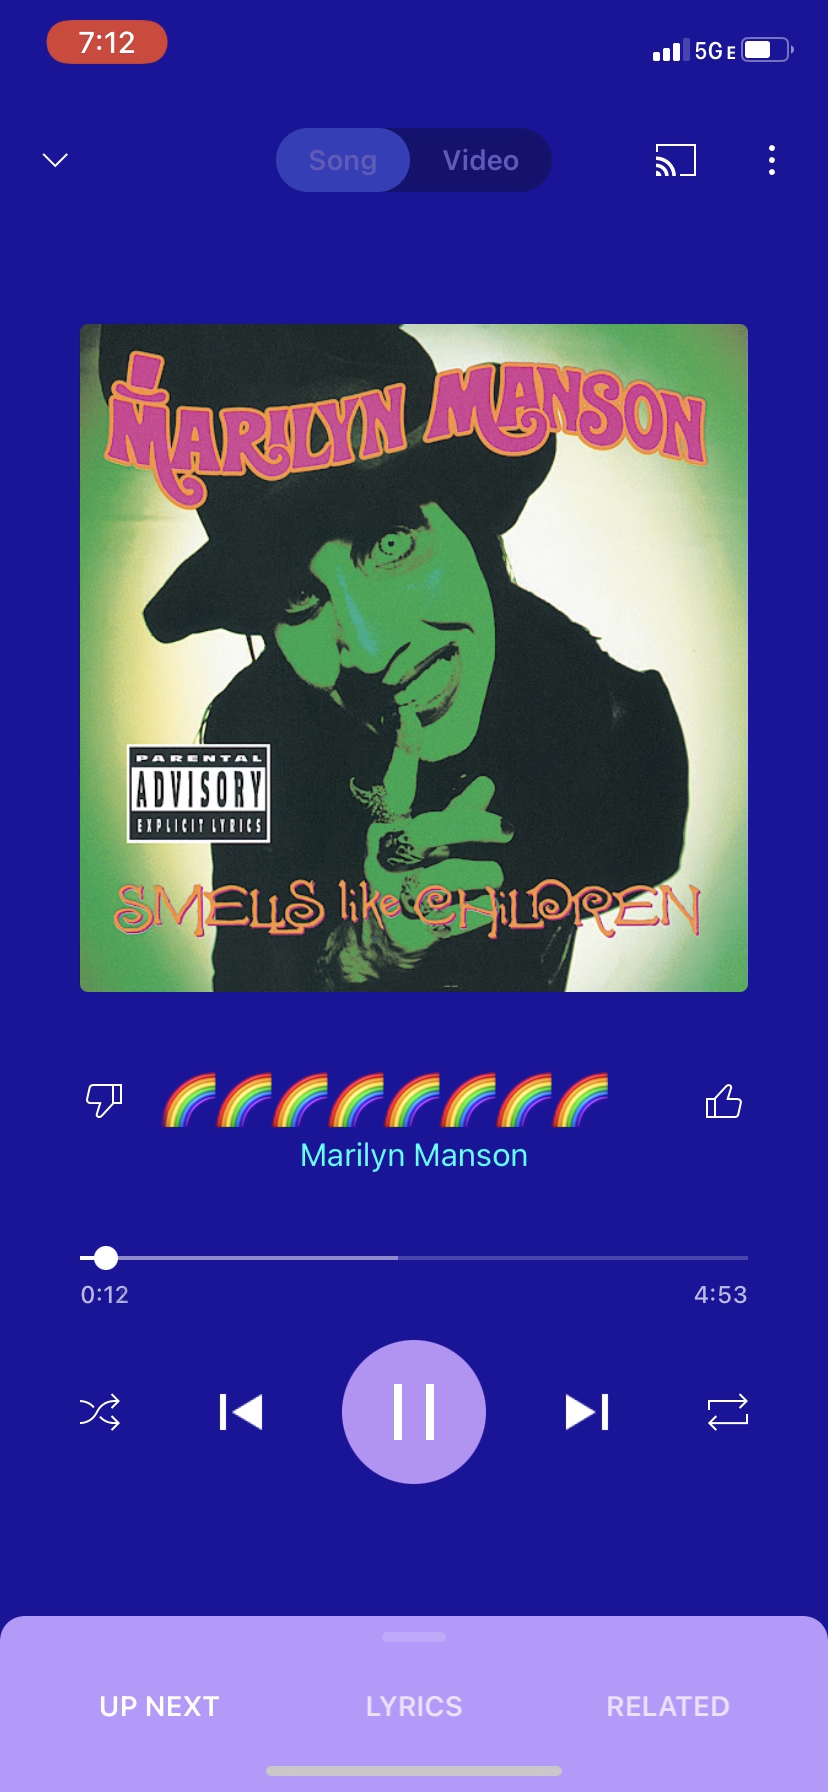 7:12
5G E
Song Video
MARILYN MANSON
PARENTAL
ADVISORY
EXPLICIT LYRICS
SMELLS like CHiLDREN
🌈🌈🌈🌈🌈🌈🌈🌈
Marilyn Manson
0:12 4:53
UP NEXT LYRICS RELATED